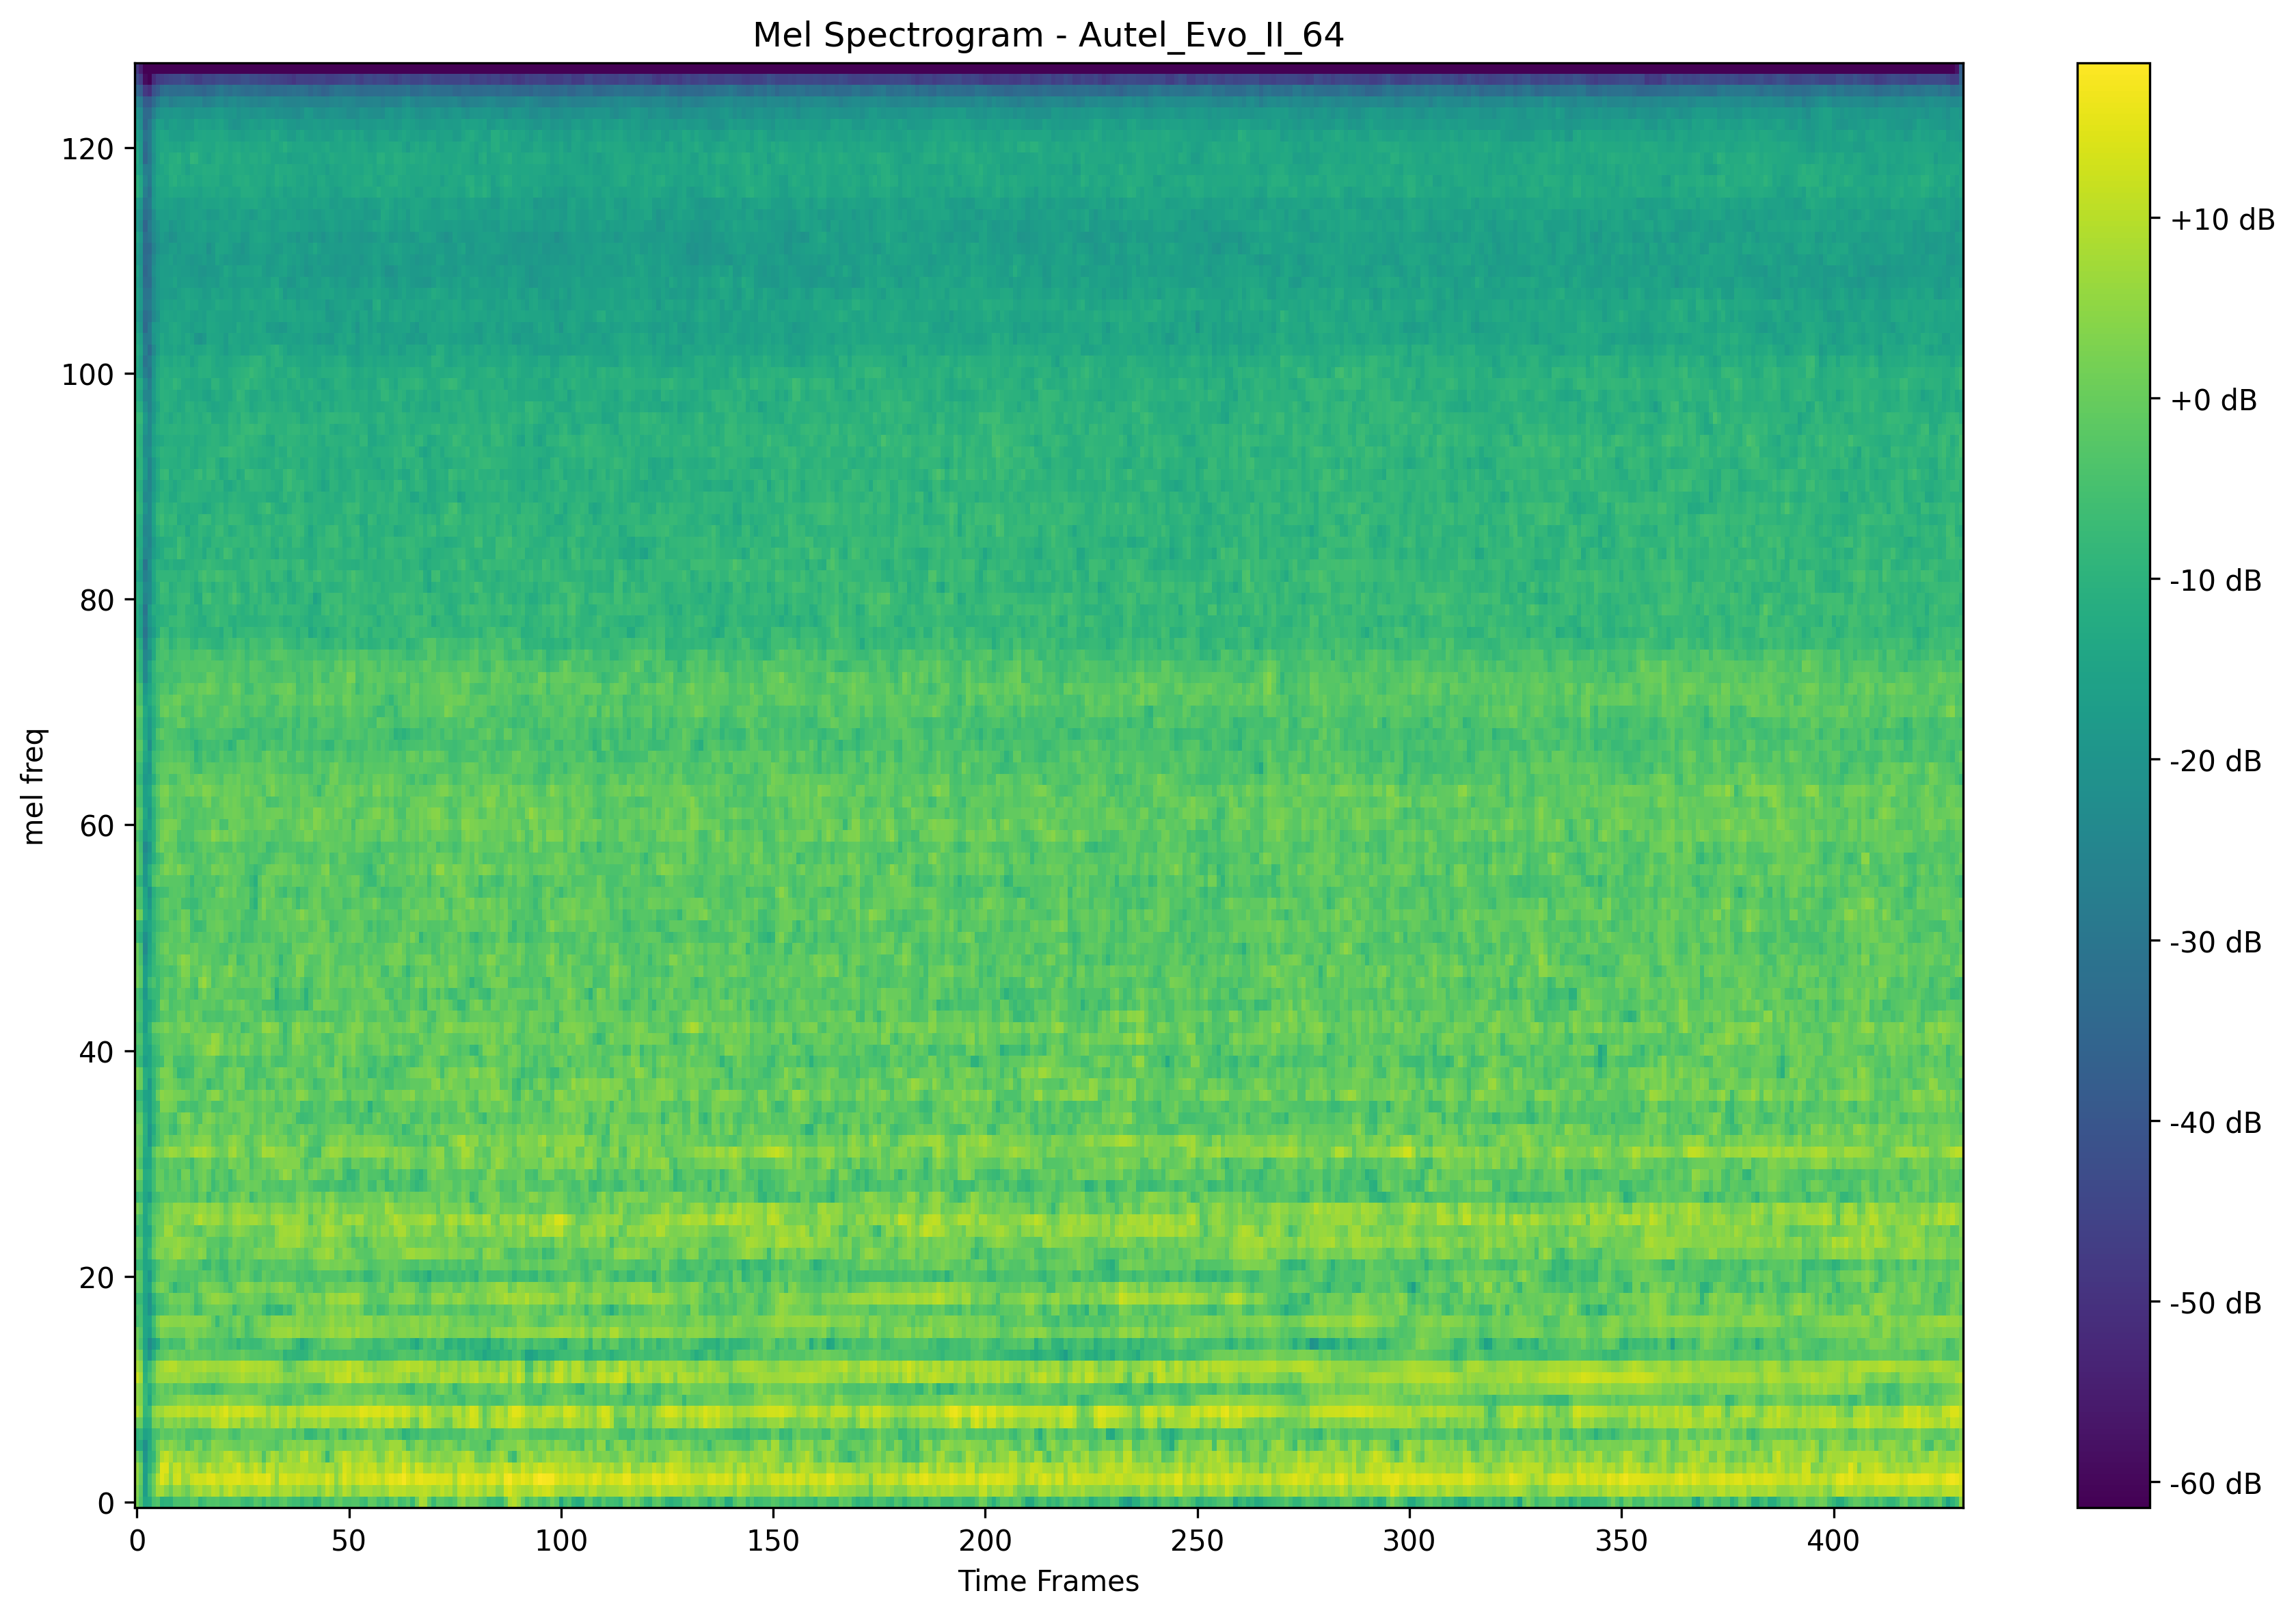 Mel Spectrogram - Autel_Evo_II_64
mel freq
120
100
80
60
40
20
0
0 50 100 150 200 250 300 350 400
Time Frames
+10 dB
+0 dB
-10 dB
-20 dB
-30 dB
-40 dB
-50 dB
-60 dB